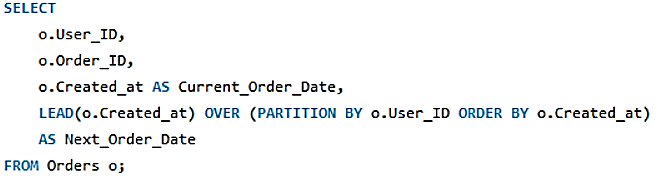 SELECT
o.User_ID,
o.Order_ID,
o.Created_at AS Current_Order_Date,
LEAD(o.Created_at) OVER (PARTITION BY o.User_ID ORDER BY o.Created_at)
AS Next_Order_Date
FROM Orders o;